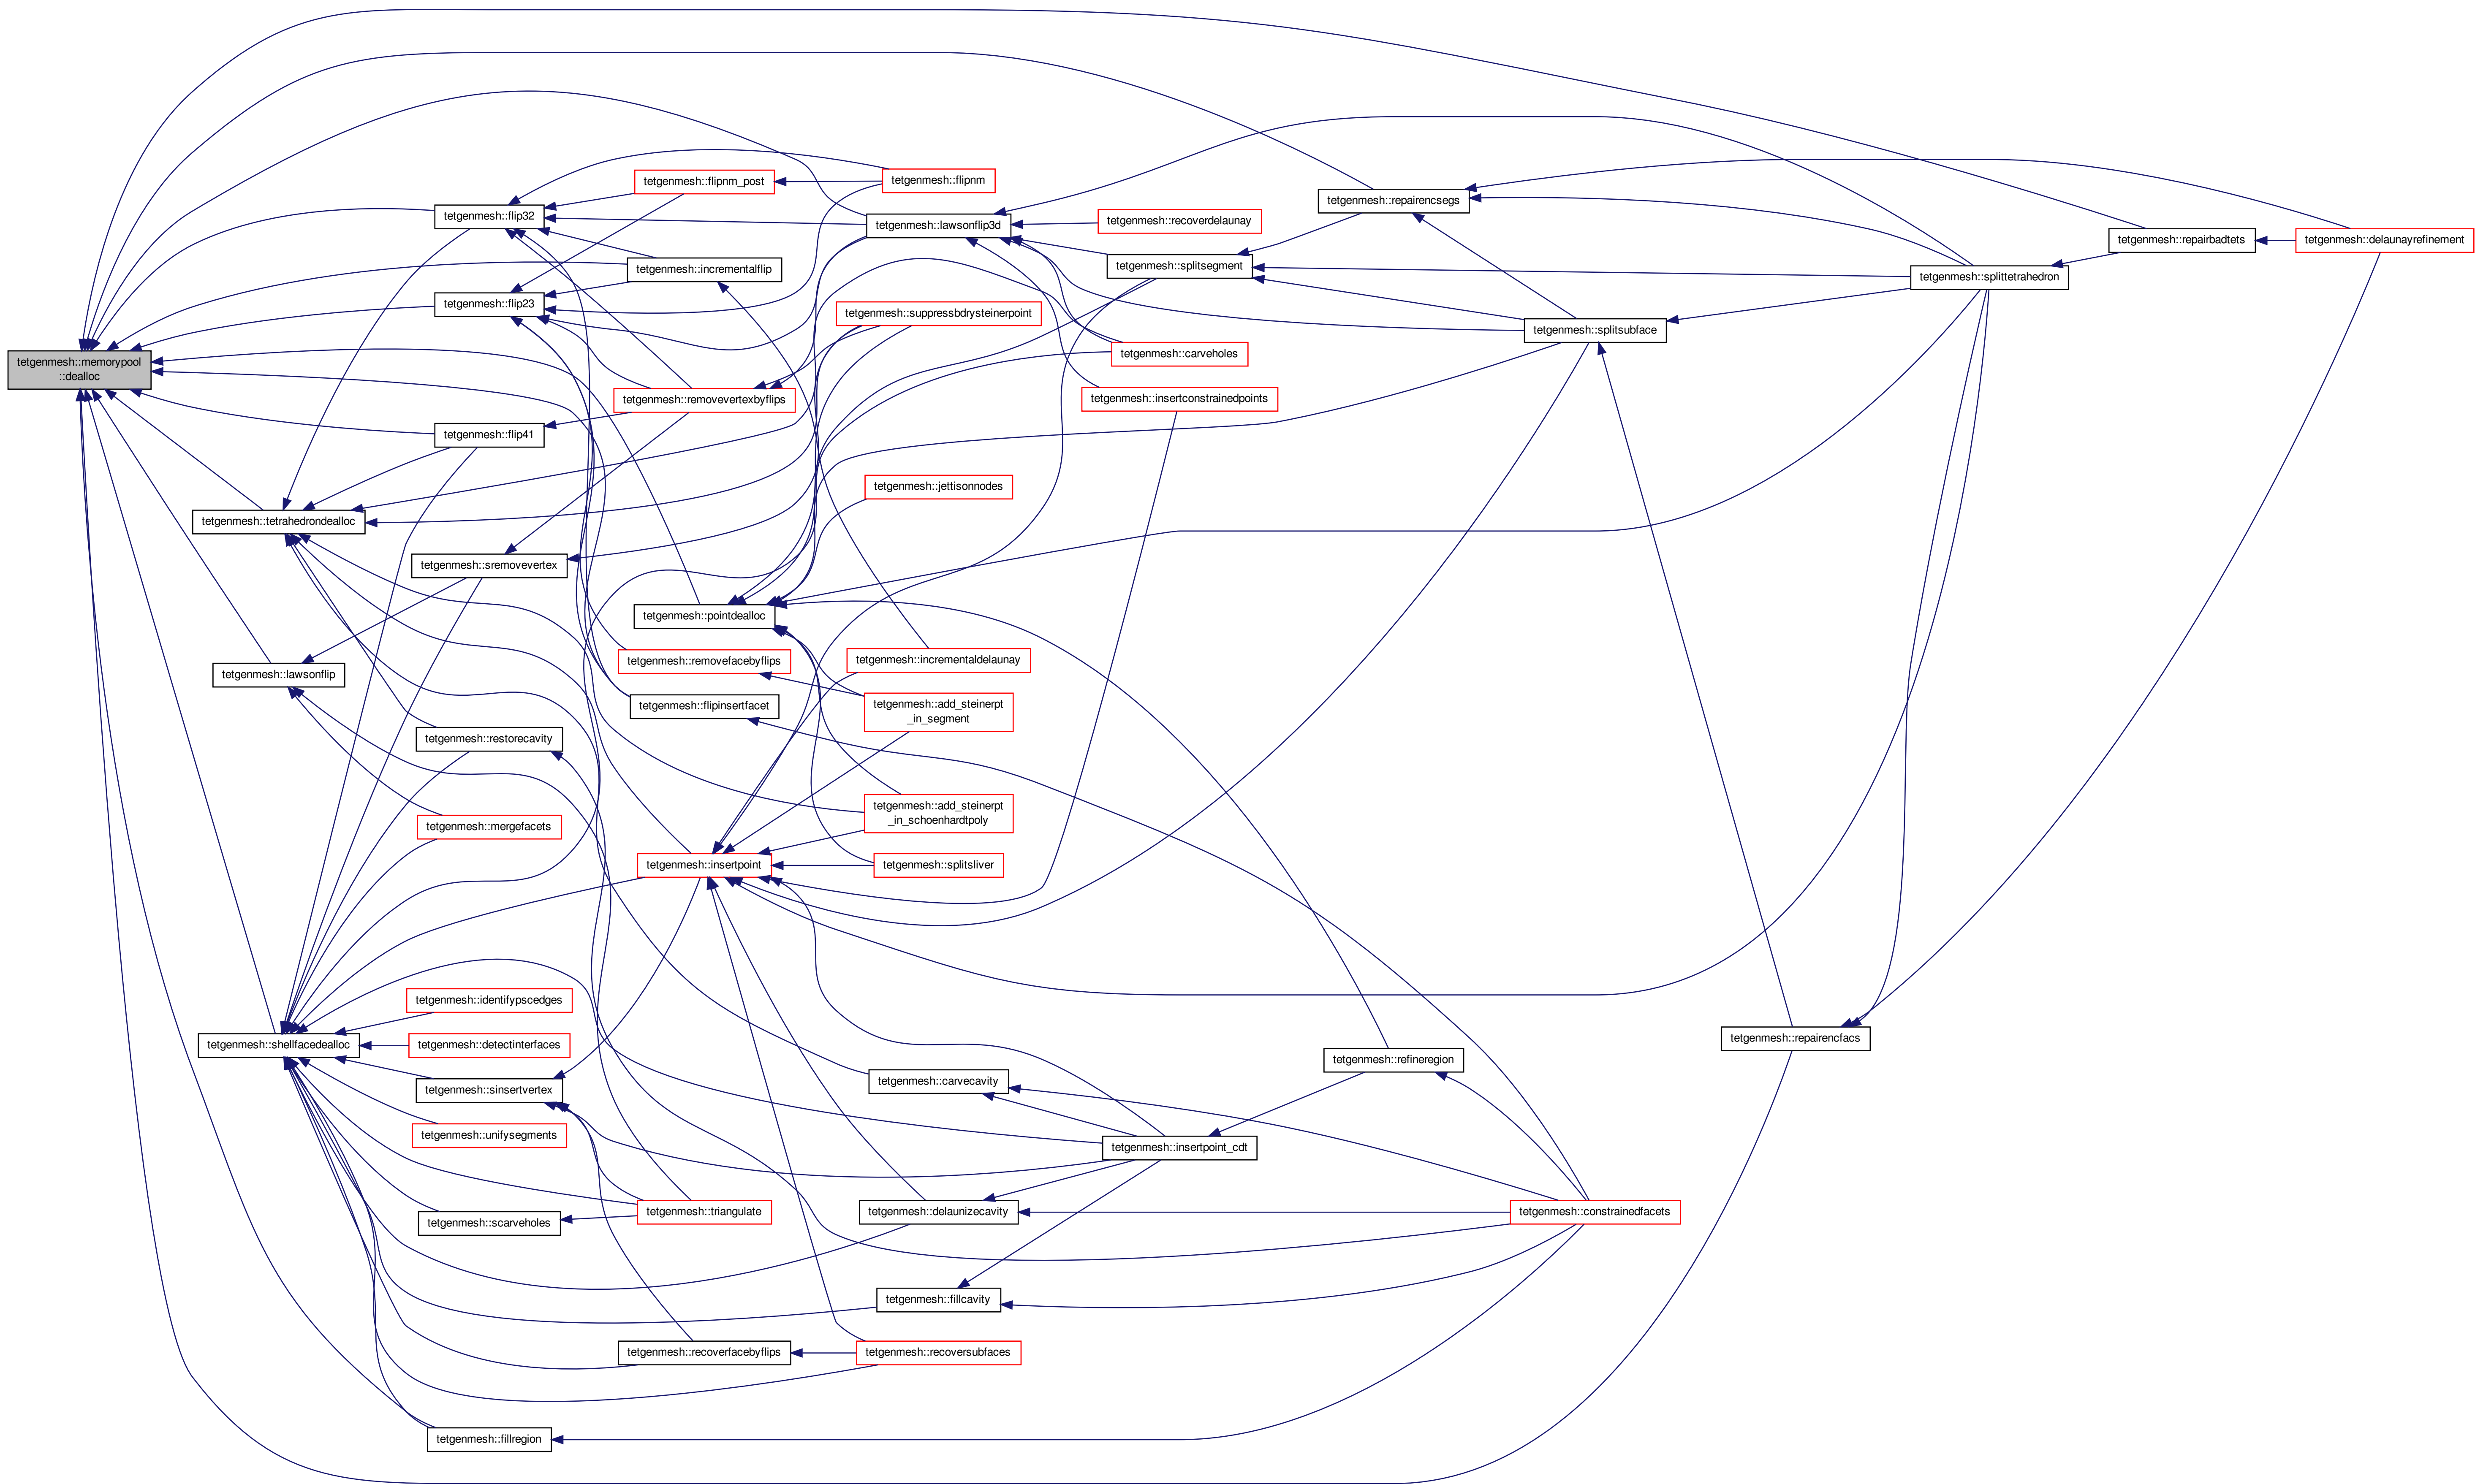 tetgenmesh::memorypool
::dealloc
tetgenmesh::tetrahedrondealloc
tetgenmesh::lawsonflip
tetgenmesh::shellfacedealloc
tetgenmesh::flip32
tetgenmesh::flip23
tetgenmesh::flip41
tetgenmesh::sremovevertex
tetgenmesh::restorecavity
tetgenmesh::mergefacets
tetgenmesh::identifypscedges
tetgenmesh::detectinterfaces
tetgenmesh::sinsertvertex
tetgenmesh::unifysegments
tetgenmesh::scarveholes
tetgenmesh::fillregion
tetgenmesh::flipnm_post
tetgenmesh::incrementalflip
tetgenmesh::removevertexbyflips
tetgenmesh::pointdealloc
tetgenmesh::removefacebyflips
tetgenmesh::flipinsertfacet
tetgenmesh::insertpoint
tetgenmesh::triangulate
tetgenmesh::recoverfacebyflips
tetgenmesh::flipnm
tetgenmesh::lawsonflip3d
tetgenmesh::suppressbdrysteinerpoint
tetgenmesh::jettisonnodes
tetgenmesh::incrementaldelaunay
tetgenmesh::add_steinerpt
_in_segment
tetgenmesh::add_steinerpt
_in_schoenhardtpoly
tetgenmesh::splitsliver
tetgenmesh::carvecavity
tetgenmesh::delaunizecavity
tetgenmesh::fillcavity
tetgenmesh::recoversubfaces
tetgenmesh::recoverdelaunay
tetgenmesh::splitsegment
tetgenmesh::carveholes
tetgenmesh::insertconstrainedpoints
tetgenmesh::insertpoint_cdt
tetgenmesh::repairencsegs
tetgenmesh::refineregion
tetgenmesh::splitsubface
tetgenmesh::constrainedfacets
tetgenmesh::repairencfacs
tetgenmesh::splittetrahedron
tetgenmesh::repairbadtets
tetgenmesh::delaunayrefinement